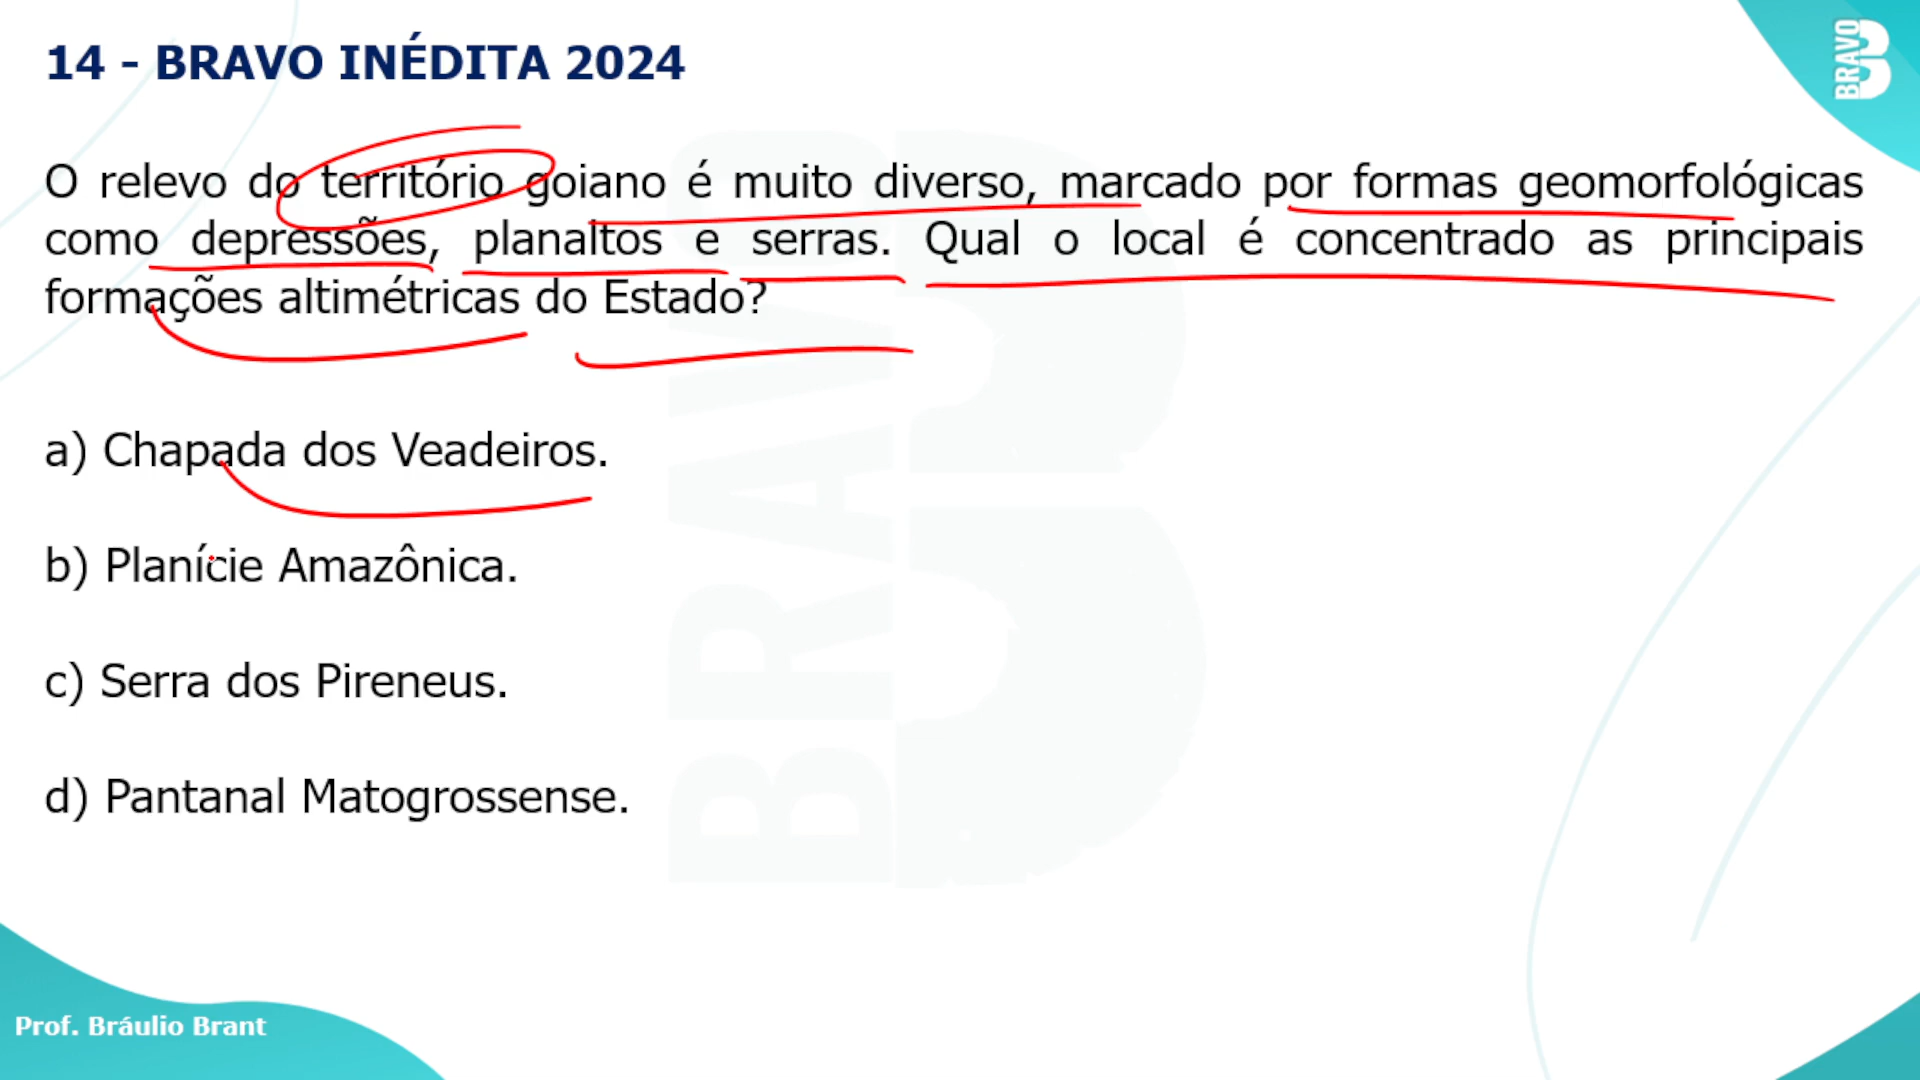 14 - BRAVO INÉDITA 2024
BRAVO
O relevo do território goiano é muito diverso, marcado por formas geomorfológicas
como depressões, planaltos e serras. Qual o local é concentrado as principais
formações altimétricas do Estado?
a) Chapada dos Veadeiros.
b) Planície Amazônica.
c) Serra dos Pireneus.
d) Pantanal Matogrossense.
BRAVO
Prof. Bráulio Brant